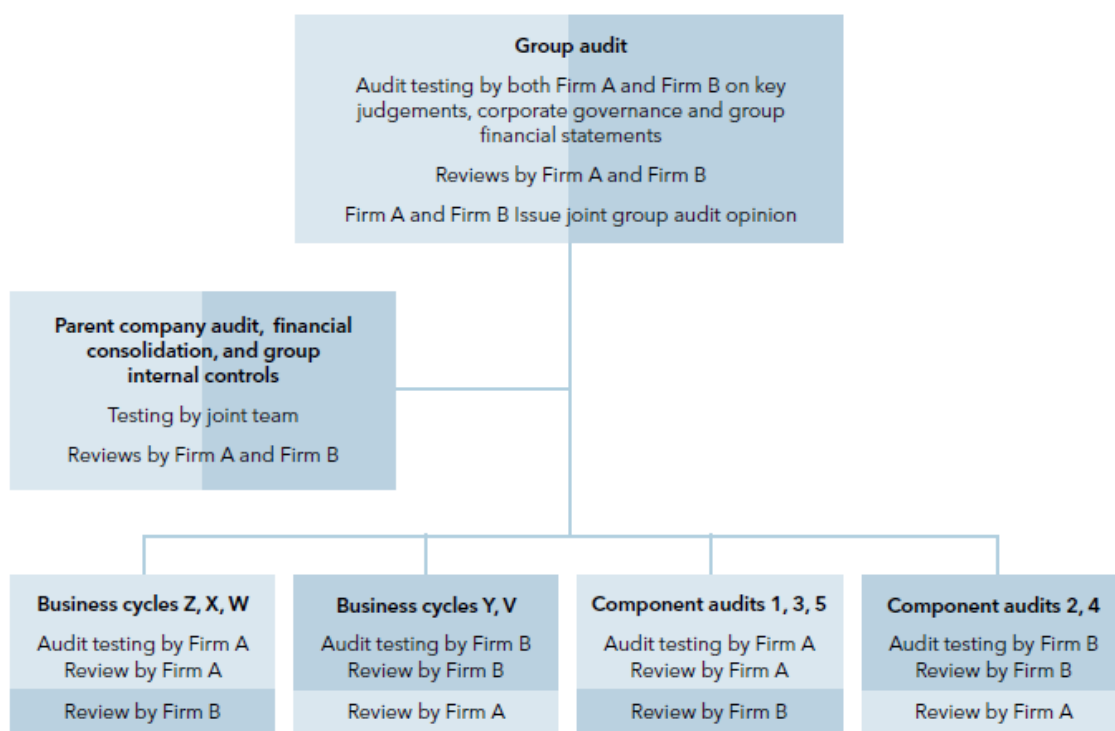 Group audit
Audit testing by both Firm A and Firm B on key
judgements, corporate governance and group
financial statements
Reviews by Firm A and Firm B
Firm A and Firm B Issue joint group audit opinion
Parent company audit, financial
consolidation, and group
internal controls
Testing by joint team
Reviews by Firm A and Firm B
Business cycles Z, X, W
Audit testing by Firm A
Review by Firm A
Review by Firm B
Business cycles Y, V
Audit testing by Firm B
Review by Firm B
Review by Firm A
Component audits 1, 3, 5
Audit testing by Firm A
Review by Firm A
Review by Firm B
Component audits 2, 4
Audit testing by Firm B
Review by Firm B
Review by Firm A